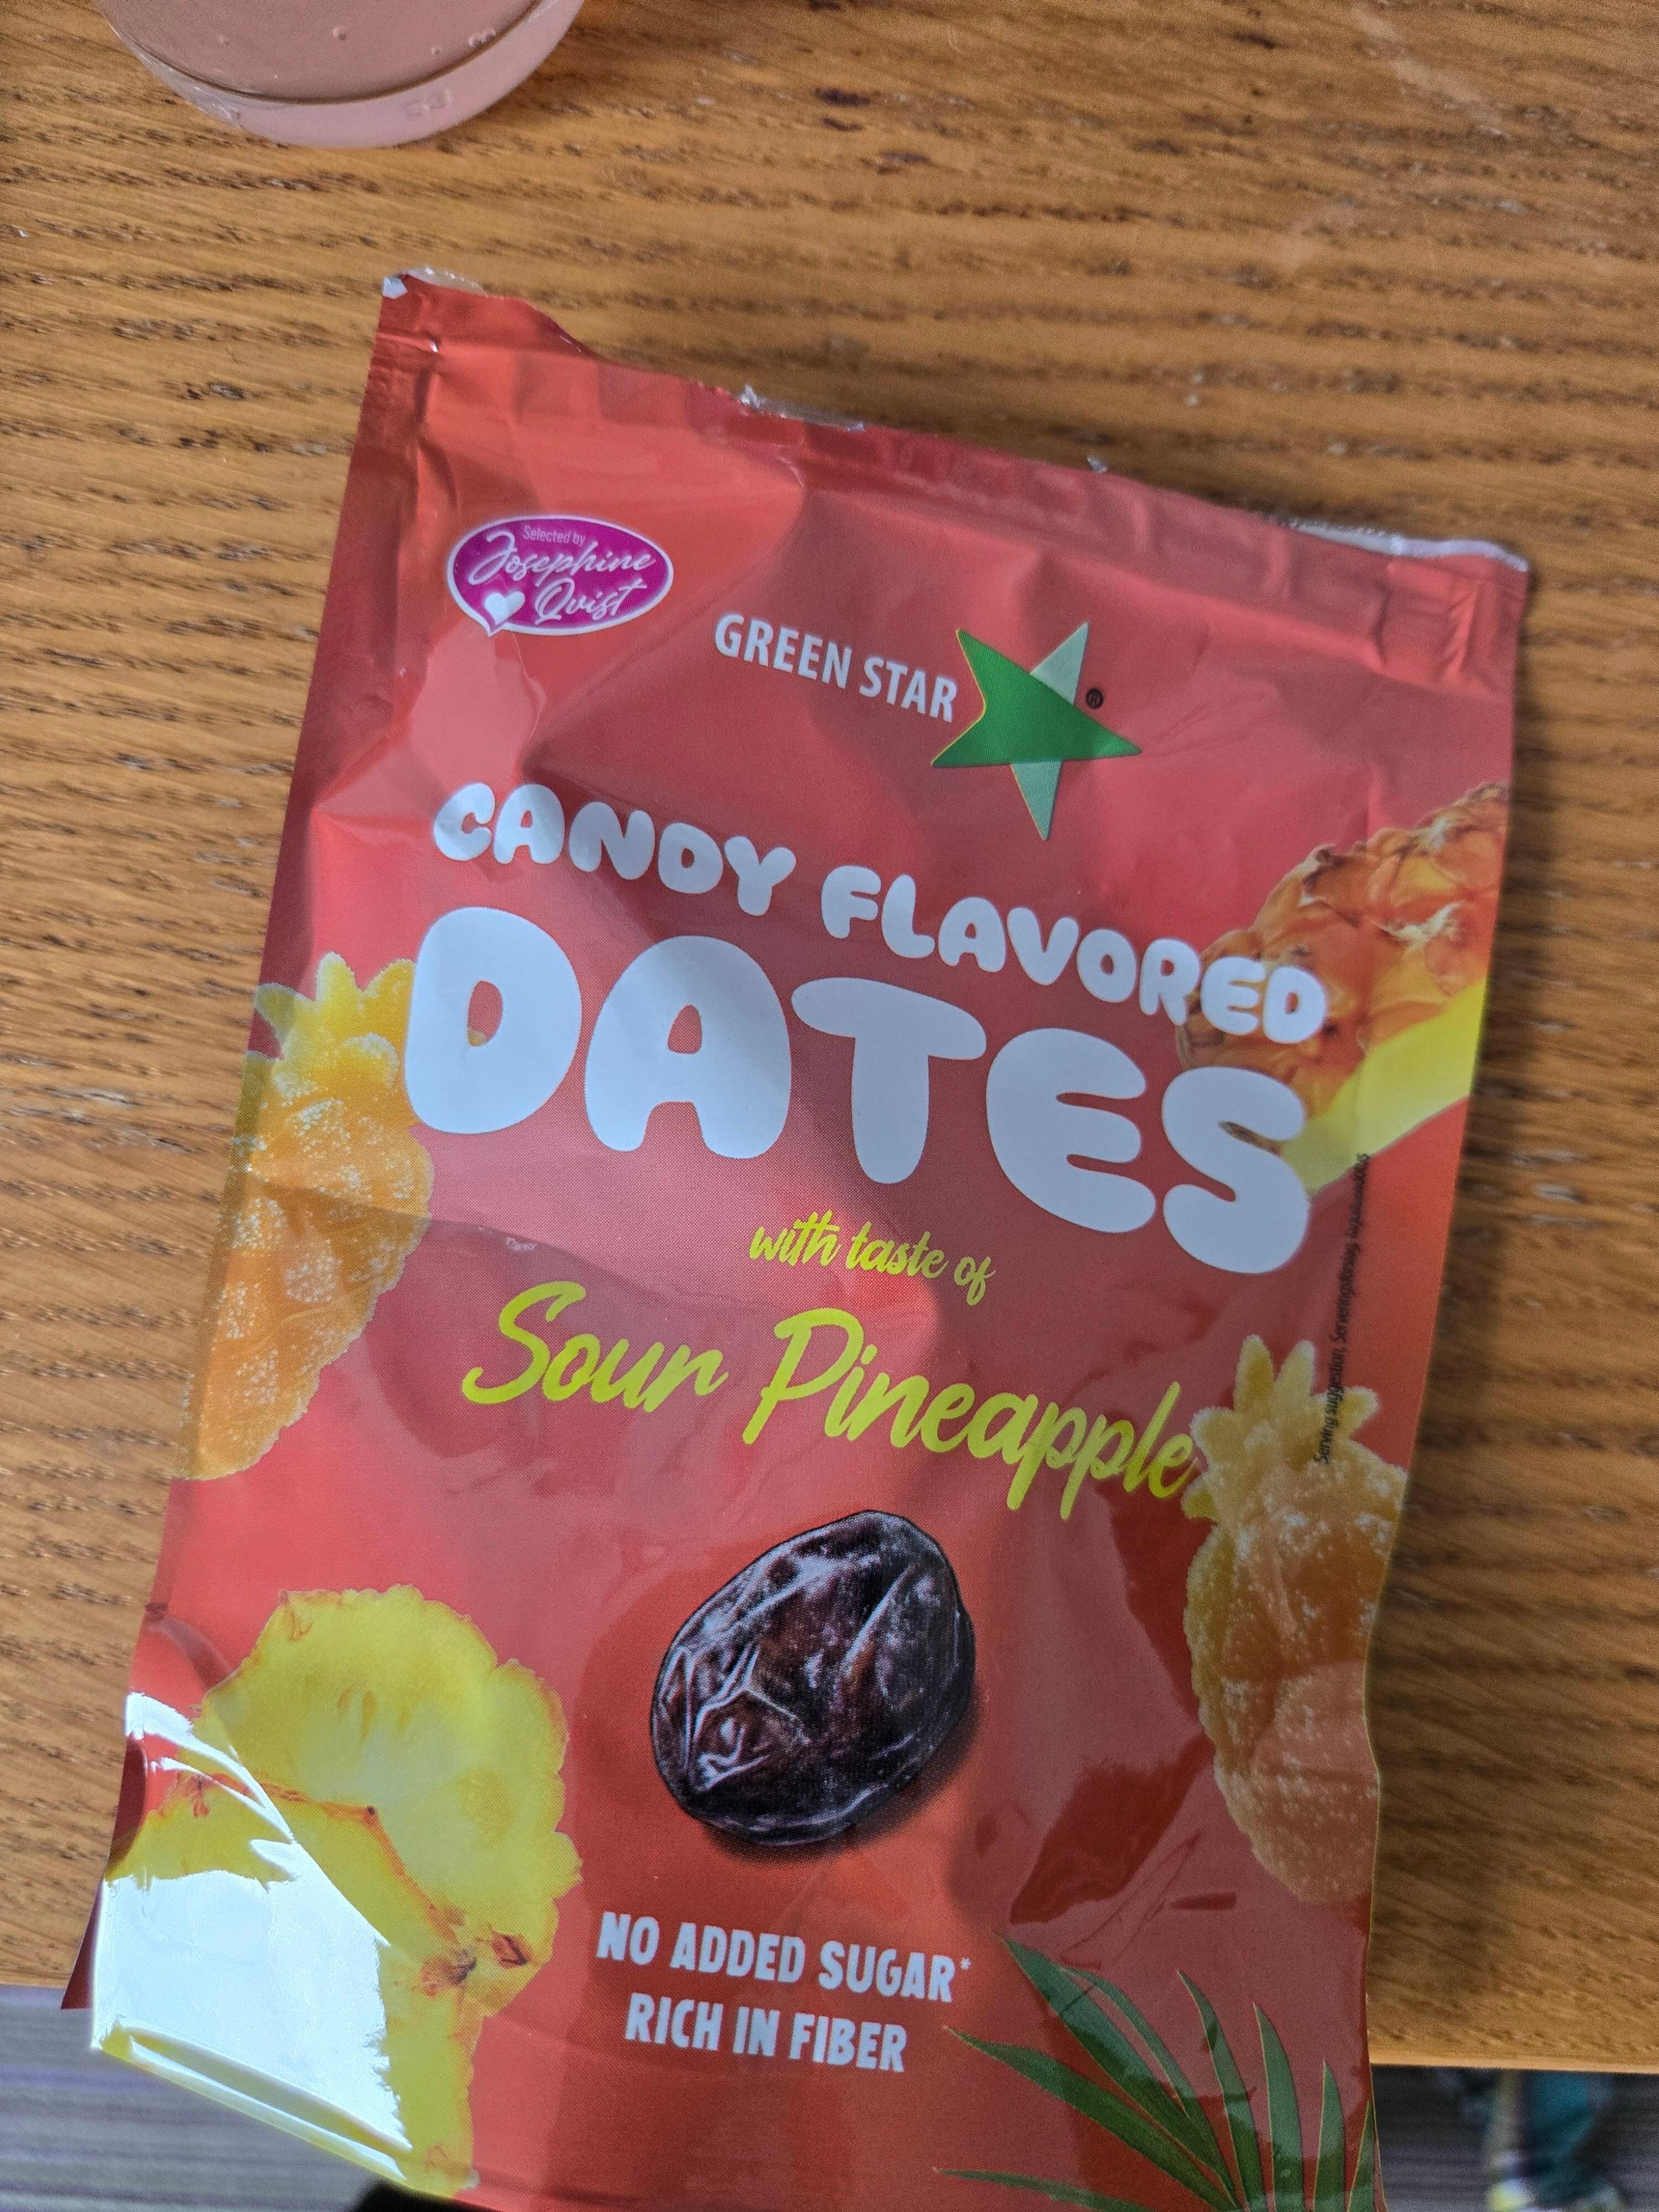 Selected by
Josephine
Qvist
GREEN STAR
®
CANDY FLAVORED
DATES
with taste of
Sour Pineapple
NO ADDED SUGAR*
RICH IN FIBER
Serving suggestion.